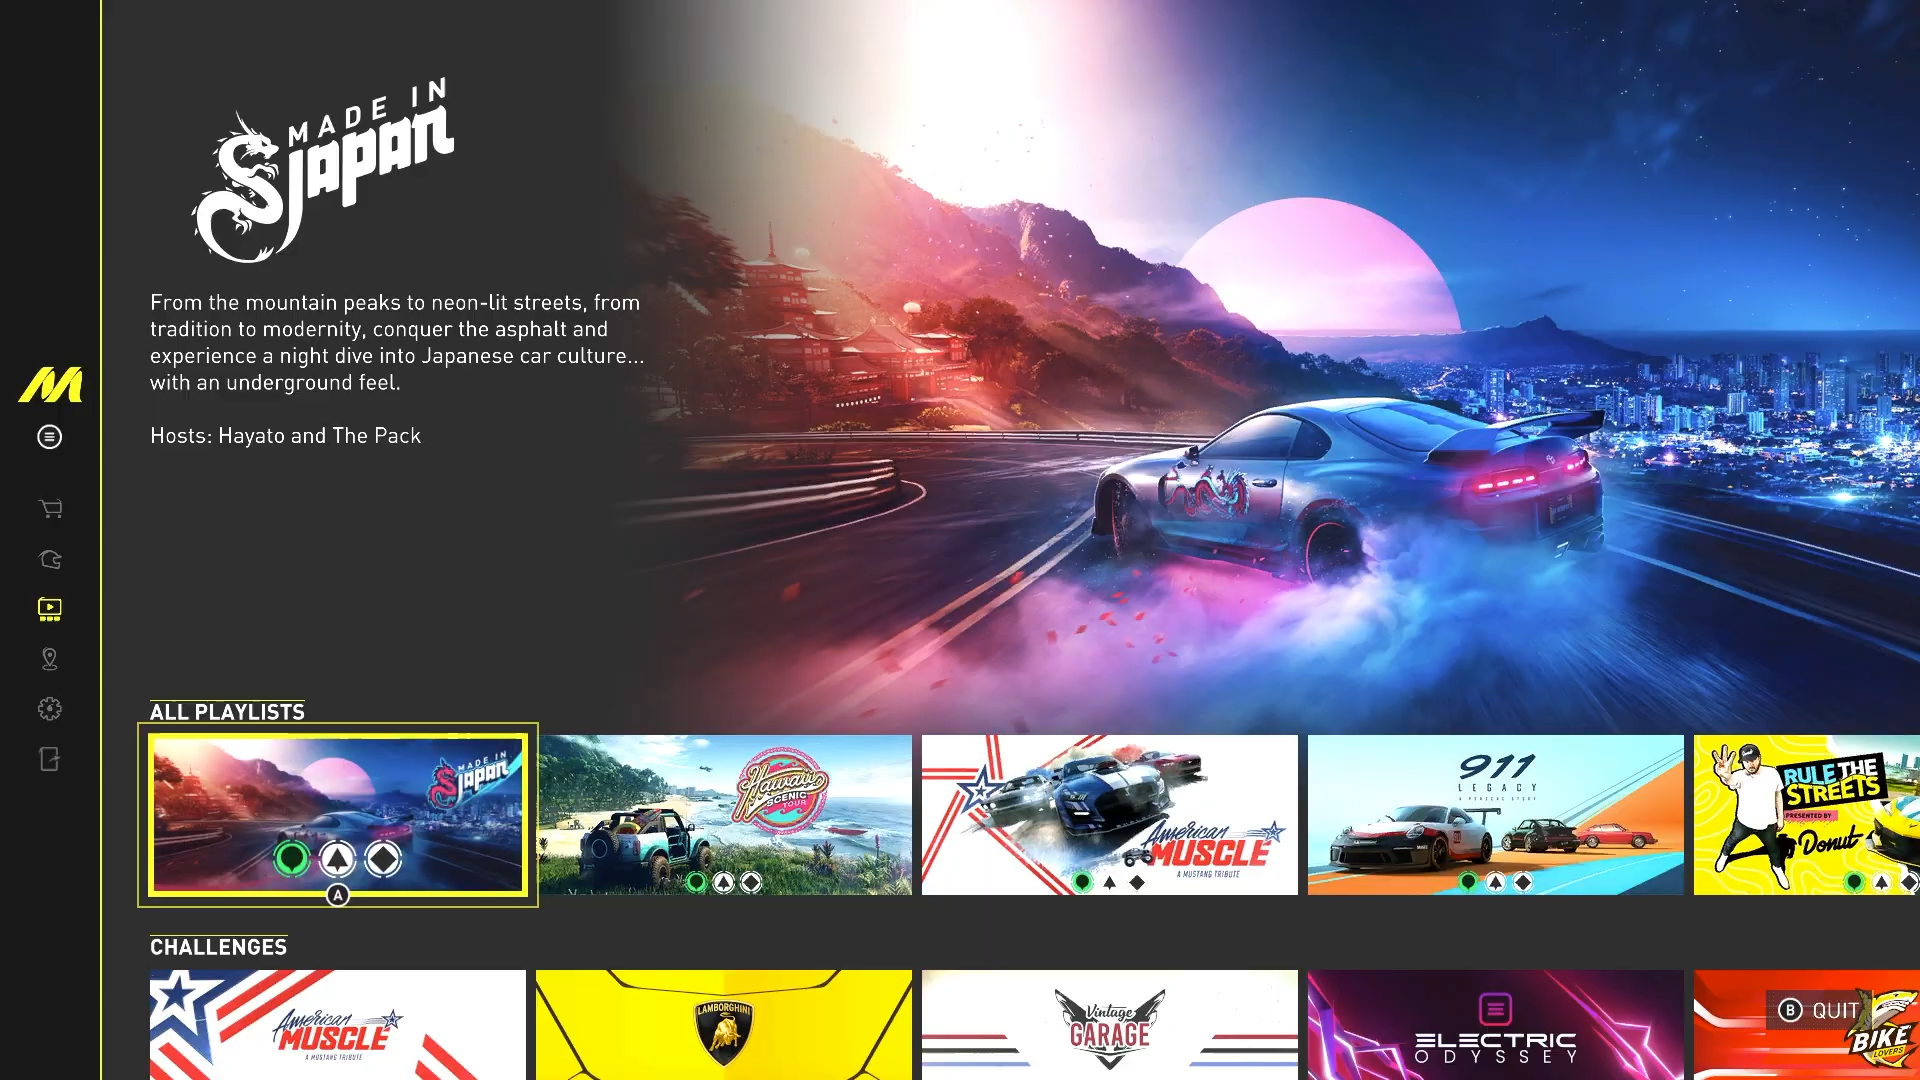 MADE IN
JAPAN
From the mountain peaks to neon-lit streets, from
tradition to modernity, conquer the asphalt and
experience a night dive into Japanese car culture...
with an underground feel.
Hosts: Hayato and The Pack
ALL PLAYLISTS
MADE IN
JAPAN
A
Hawaii
SCENIC
TOUR
American
MUSCLE
A MUSTANG TRIBUTE
911
LEGACY
A PORSCHE STORY
RULE THE
STREETS
PRESENTED BY
Donut
CHALLENGES
American
MUSCLE
A MUSTANG TRIBUTE
LAMBORGHINI
Vintage
GARAGE
ELECTRIC
ODYSSEY
B QUIT
BIKE
LOVERS